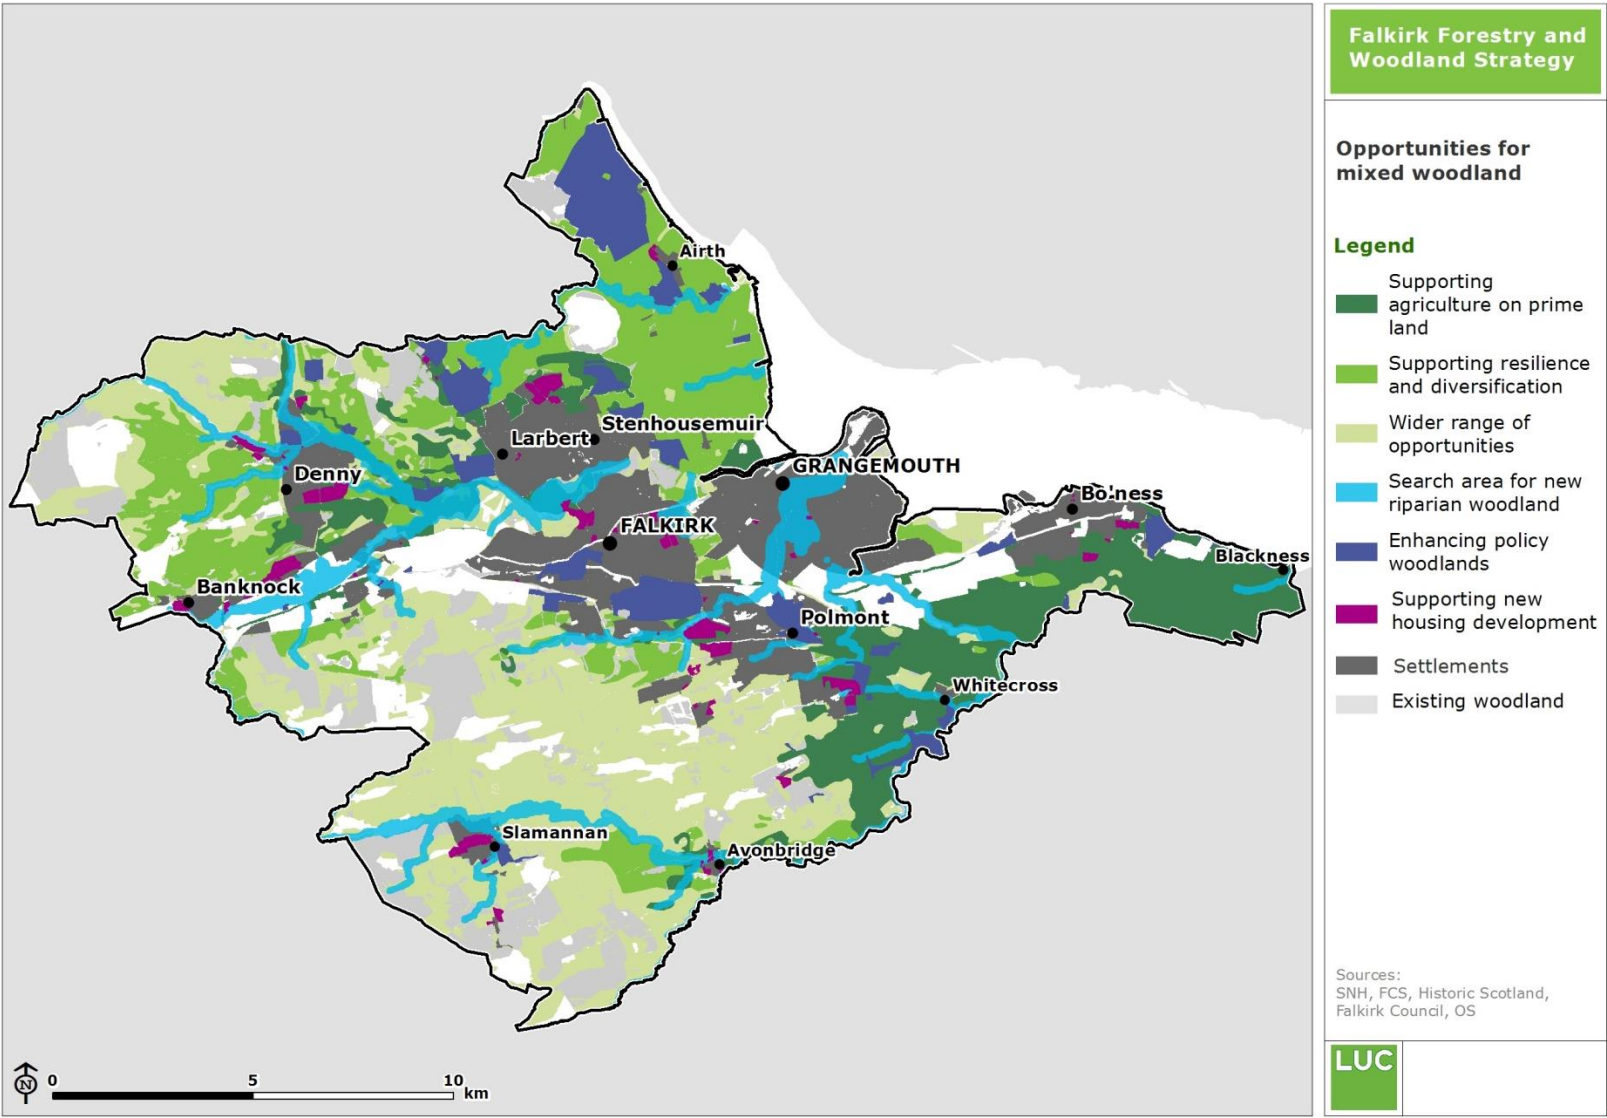 Falkirk Forestry and
Woodland Strategy
Opportunities for
mixed woodland
Legend
Supporting
agriculture on prime
land
Supporting resilience
and diversification
Wider range of
opportunities
Search area for new
riparian woodland
Enhancing policy
woodlands
Supporting new
housing development
Settlements
Existing woodland
Sources:
SNH, FCS, Historic Scotland,
Falkirk Council, OS
LUC
Airth
Stenhousemuir
Larbert
GRANGEMOUTH
Denny
Bo'ness
FALKIRK
Blackness
Banknock
Polmont
Whitecross
Slamannan
Avonbridge
N
0 5 10
km